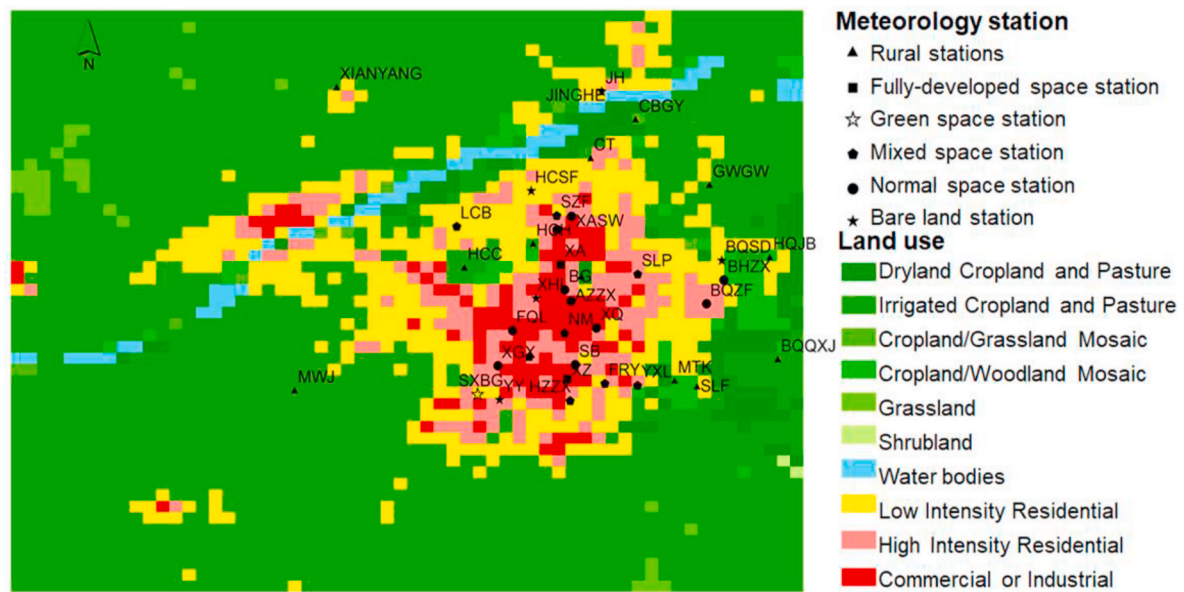 N
XIANYANG
JH
JINGHE
CBGY
CT
GWGW
HCSF
LCB
SZF
XASW
HCC
XA
SLP
BQSD
HQJB
BHZX
BG
XHL
AZZX
BQZF
NM
XQ
XGX
SB
XZ
BQQXJ
MWJ
SXBG
YY
HZZX
FRY
YXL
MTK
SLF
Meteorology station
Rural stations
Fully-developed space station
Green space station
Mixed space station
Normal space station
Bare land station
Land use
Dryland Cropland and Pasture
Irrigated Cropland and Pasture
Cropland/Grassland Mosaic
Cropland/Woodland Mosaic
Grassland
Shrubland
Water bodies
Low Intensity Residential
High Intensity Residential
Commercial or Industrial